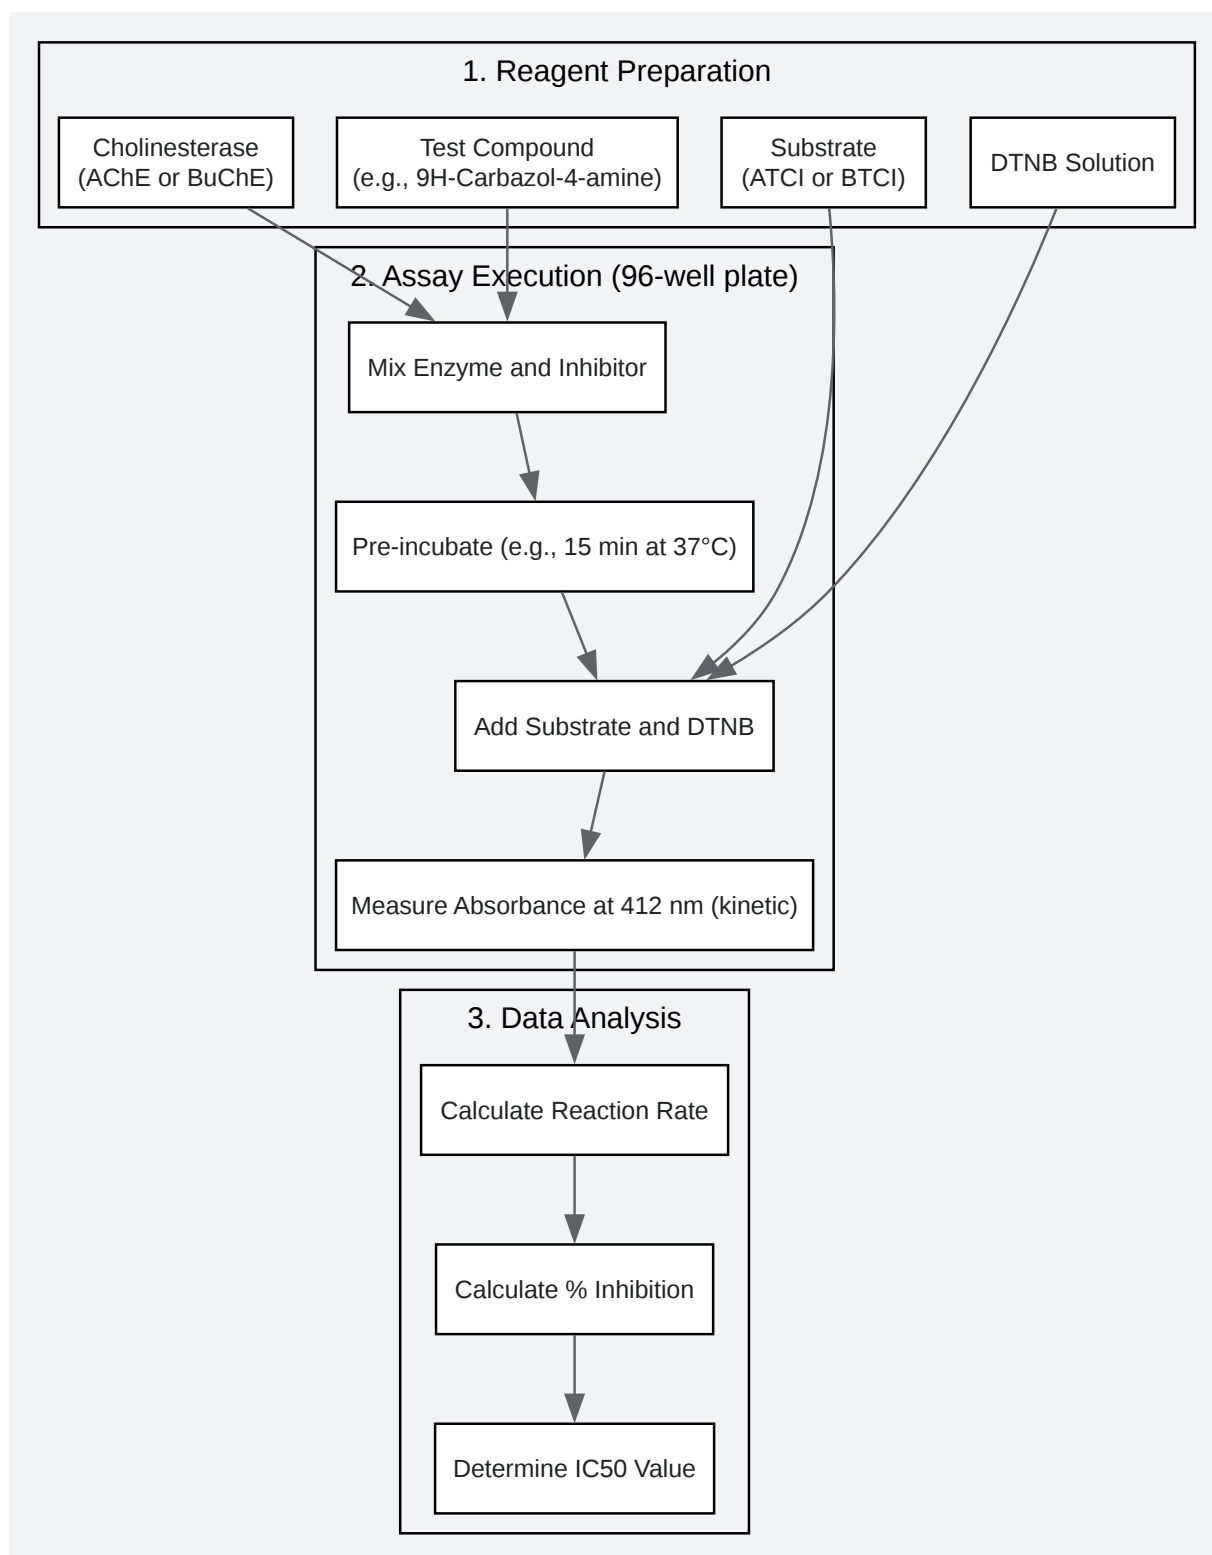 1. Reagent Preparation
Cholinesterase
(AChE or BuChE)
Test Compound
(e.g., 9H-Carbazol-4-amine)
Substrate
(ATCI or BTCI)
DTNB Solution
2. Assay Execution (96-well plate)
Mix Enzyme and Inhibitor
Pre-incubate (e.g., 15 min at 37°C)
Add Substrate and DTNB
Measure Absorbance at 412 nm (kinetic)
3. Data Analysis
Calculate Reaction Rate
Calculate % Inhibition
Determine IC50 Value